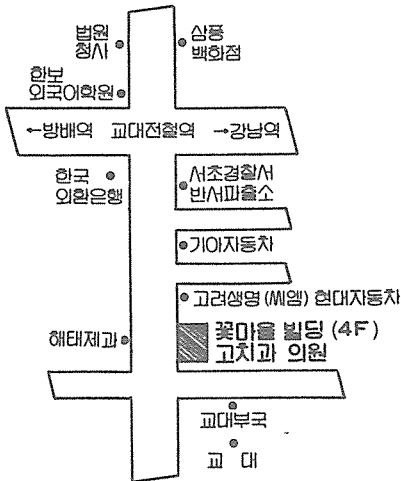 법원
청사
삼풍
백화점
한보
외국어학원
←방배역 교대전철역 →강남역
한국
외환은행
서초경찰서
반서파출소
기아자동차
고려생명 (씨엠) 현대자동차
해태제과
꽃마을 빌딩 (4F)
고치과 의원
교대부국
교 대